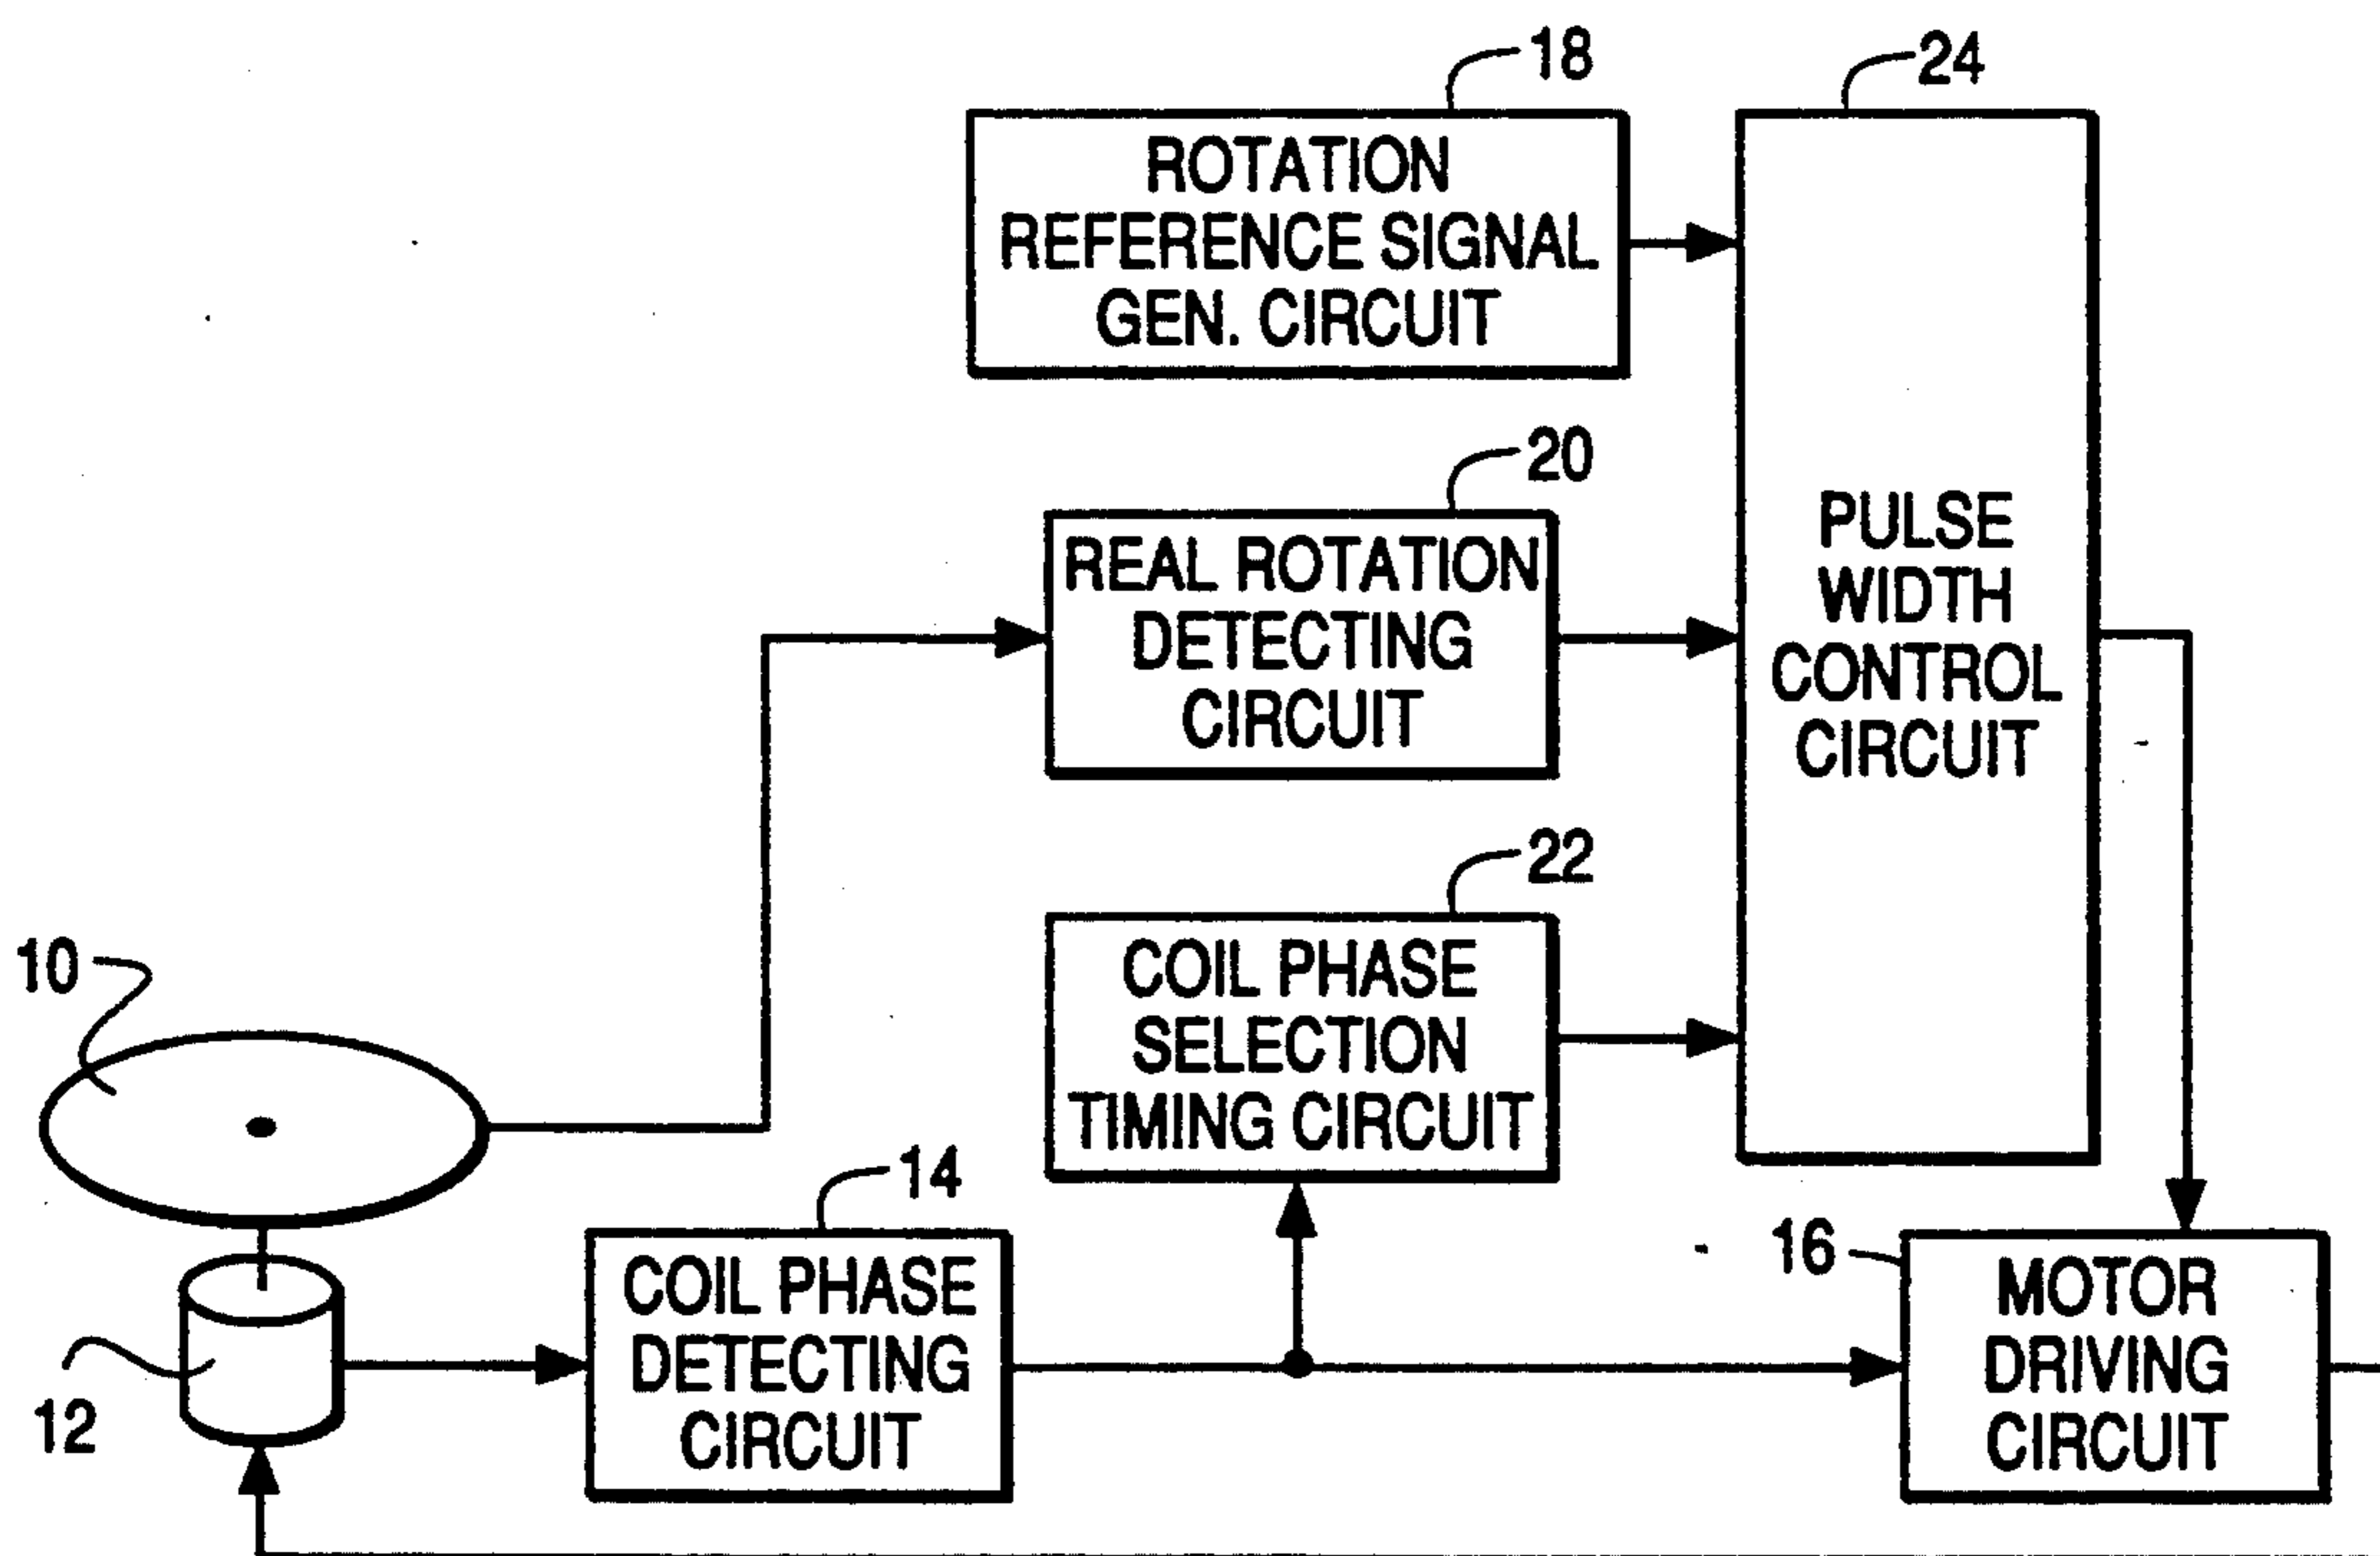 18
ROTATION
REFERENCE SIGNAL
GEN. CIRCUIT
24
PULSE
WIDTH
CONTROL
CIRCUIT
20
REAL ROTATION
DETECTING
CIRCUIT
22
COIL PHASE
SELECTION
TIMING CIRCUIT
10
12
14
COIL PHASE
DETECTING
CIRCUIT
16
MOTOR
DRIVING
CIRCUIT